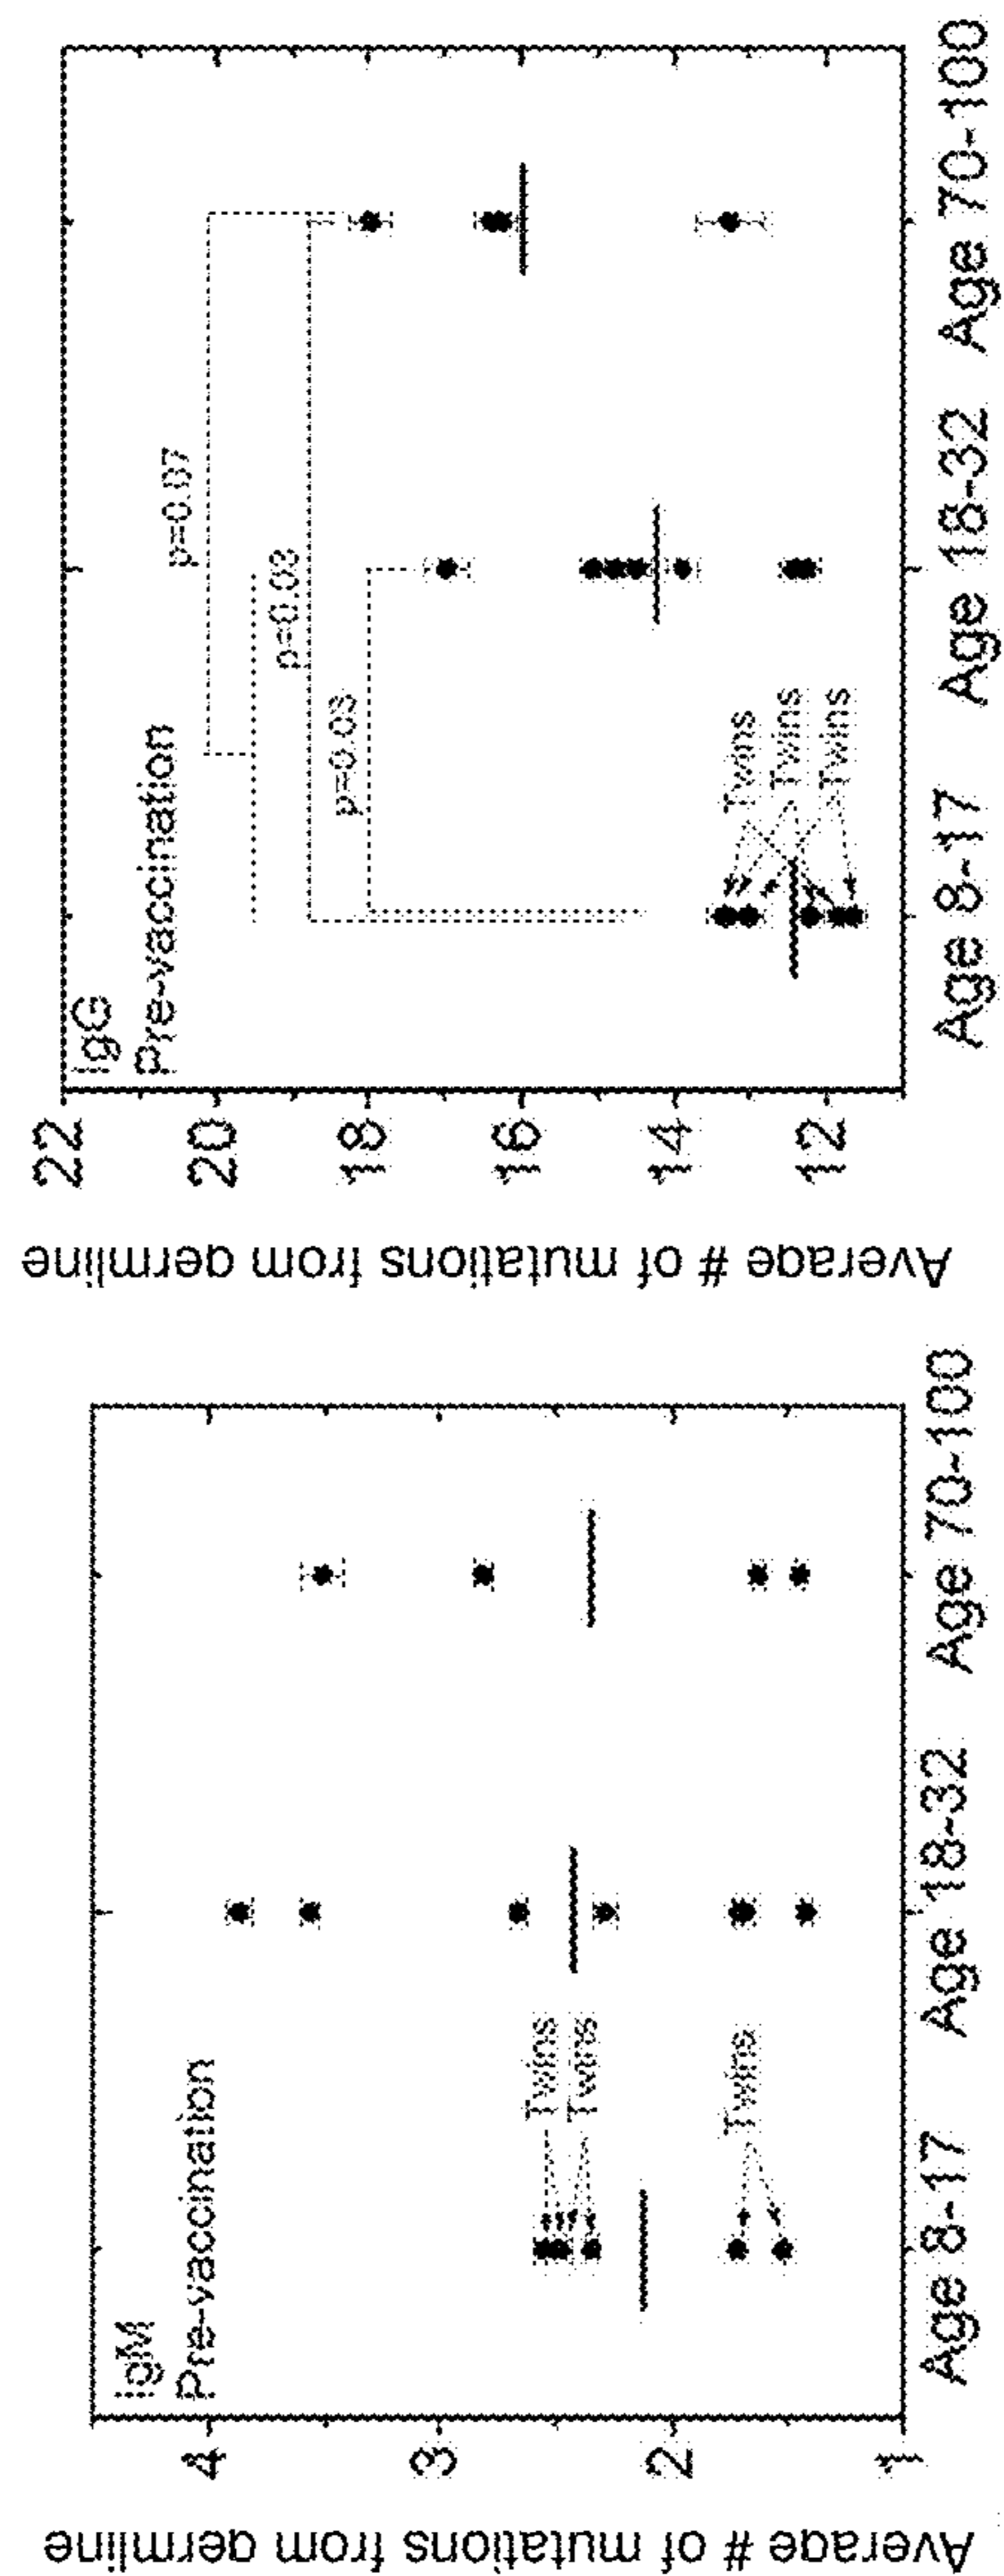 Average # of mutations from germline
4
3
2
1
IgM
Pre-vaccination
Twins
Twins
Twins
Age 8-17 Age 18-32 Age 70-100
Average # of mutations from germline
22
20
18
16
14
12
IgG
Pre-vaccination
p=0.07
p=0.03
p=0.03
Twins
Twins
Twins
Age 8-17 Age 18-32 Age 70-100